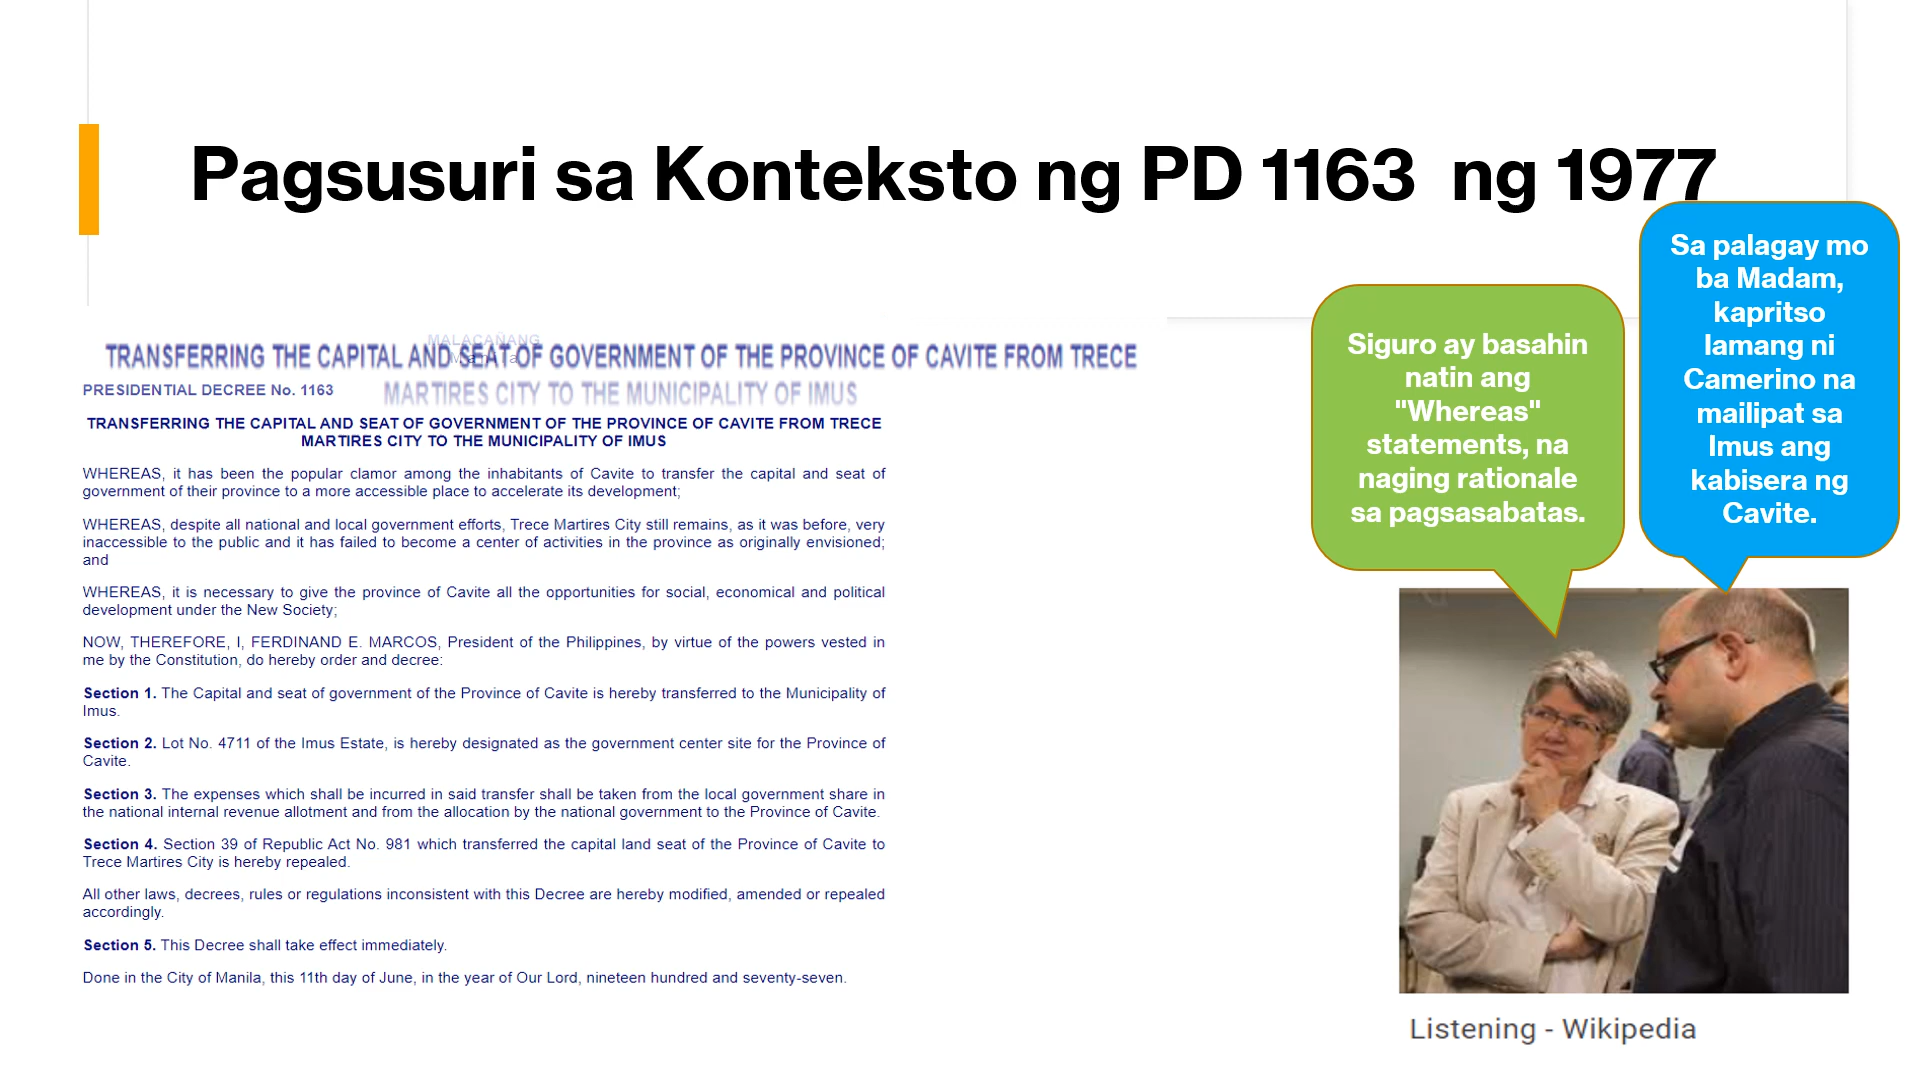 Pagsusuri sa Konteksto ng PD 1163 ng 1977
Sa palagay mo
ba Madam,
kapritso
lamang ni
Camerino na
mailipat sa
Imus ang
kabisera ng
Cavite.
Siguro ay basahin
natin ang
"Whereas"
statements, na
naging rationale
sa pagsasabatas.
MALACAÑANG
Manila
TRANSFERRING THE CAPITAL AND SEAT OF GOVERNMENT OF THE PROVINCE OF CAVITE FROM TRECE
MARTIRES CITY TO THE MUNICIPALITY OF IMUS
PRESIDENTIAL DECREE No. 1163
TRANSFERRING THE CAPITAL AND SEAT OF GOVERNMENT OF THE PROVINCE OF CAVITE FROM TRECE
MARTIRES CITY TO THE MUNICIPALITY OF IMUS
WHEREAS, it has been the popular clamor among the inhabitants of Cavite to transfer the capital and seat of
government of their province to a more accessible place to accelerate its development;
WHEREAS, despite all national and local government efforts, Trece Martires City still remains, as it was before, very
inaccessible to the public and it has failed to become a center of activities in the province as originally envisioned;
and
WHEREAS, it is necessary to give the province of Cavite all the opportunities for social, economical and political
development under the New Society;
NOW, THEREFORE, I, FERDINAND E. MARCOS, President of the Philippines, by virtue of the powers vested in
me by the Constitution, do hereby order and decree:
Section 1. The Capital and seat of government of the Province of Cavite is hereby transferred to the Municipality of
Imus.
Section 2. Lot No. 4711 of the Imus Estate, is hereby designated as the government center site for the Province of
Cavite.
Section 3. The expenses which shall be incurred in said transfer shall be taken from the local government share in
the national internal revenue allotment and from the allocation by the national government to the Province of Cavite.
Section 4. Section 39 of Republic Act No. 981 which transferred the capital land seat of the Province of Cavite to
Trece Martires City is hereby repealed.
All other laws, decrees, rules or regulations inconsistent with this Decree are hereby modified, amended or repealed
accordingly.
Section 5. This Decree shall take effect immediately.
Done in the City of Manila, this 11th day of June, in the year of Our Lord, nineteen hundred and seventy-seven.
Listening - Wikipedia